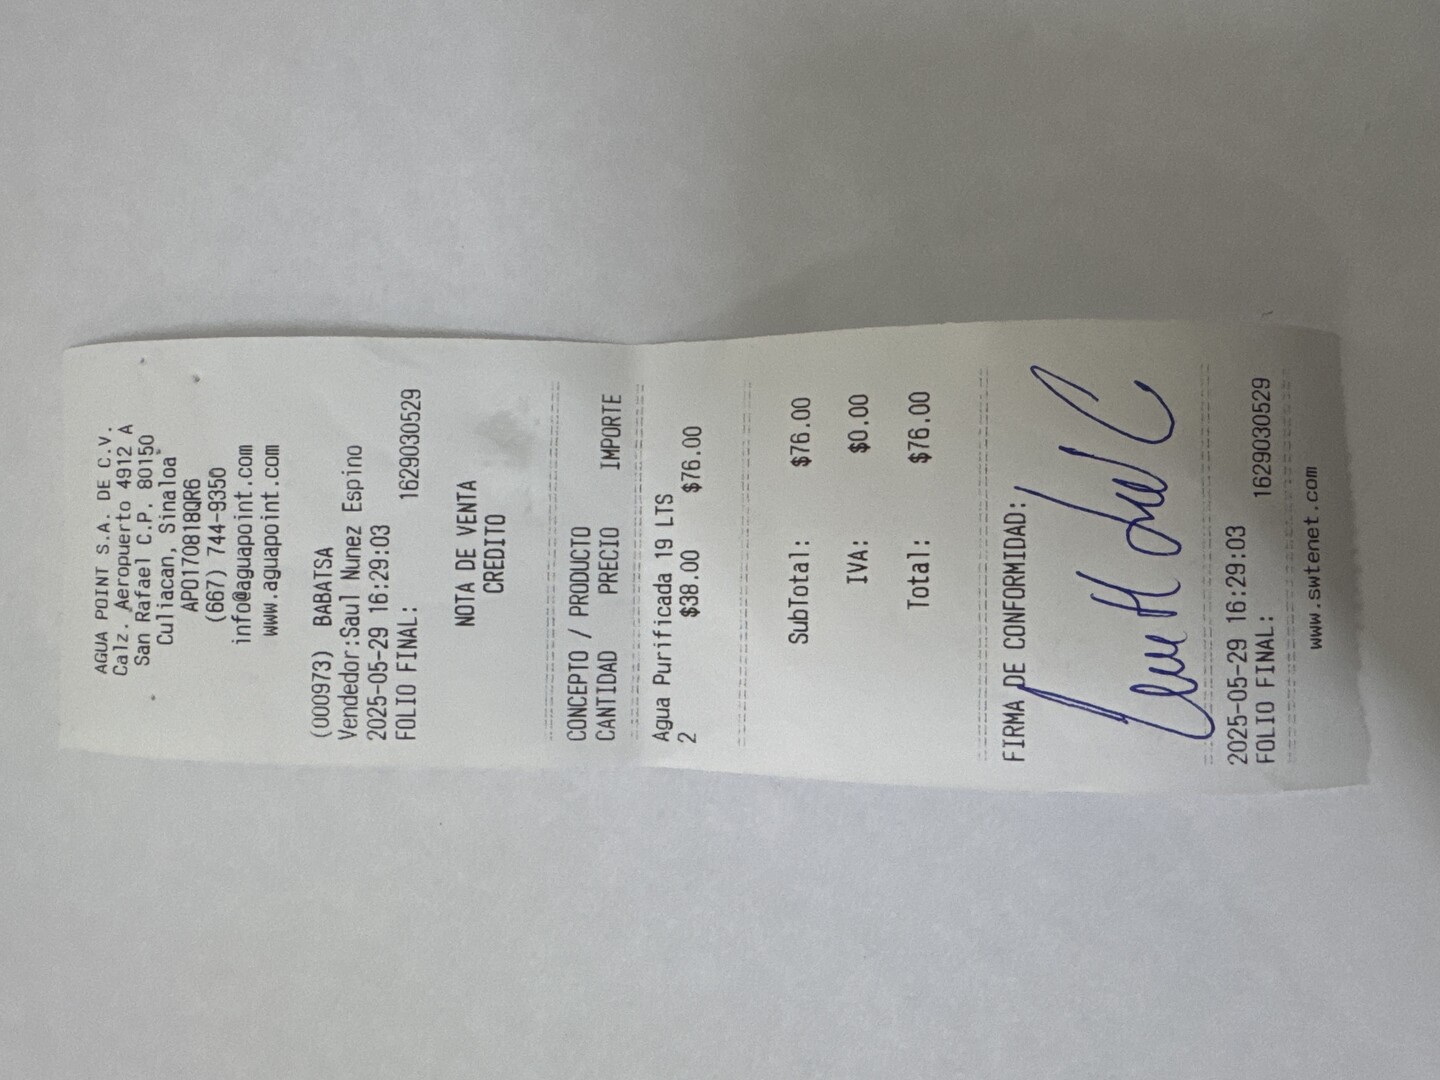 AGUA POINT S.A. DE C.V.
Calz. Aeropuerto 4912 A
San Rafael C.P. 80150
Culiacan, Sinaloa
APO170818QR6
(667) 744-9350
info@aguapoint.com
www.aguapoint.com
(000973) BABATSA
Vendedor:Saul Nunez Espino
2025-05-29 16:29:03
FOLIO FINAL: 1629030529
NOTA DE VENTA
CREDITO
CONCEPTO / PRODUCTO
CANTIDAD PRECIO IMPORTE
Agua Purificada 19 LTS
2 $38.00 $76.00
SubTotal: $76.00
IVA: $0.00
Total: $76.00
FIRMA DE CONFORMIDAD:
2025-05-29 16:29:03
FOLIO FINAL: 1629030529
www.swtenet.com